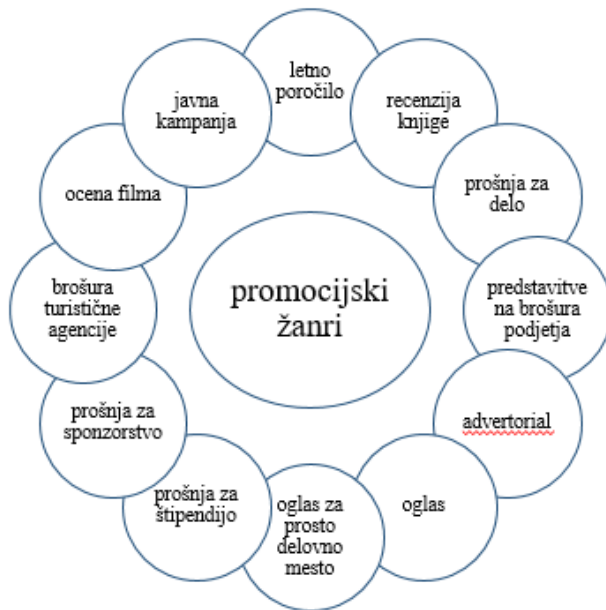 letno
poročilo
recenzija
knjige
prošnja za
delo
predstavitve
na brošura
podjetja
advertorial
oglas
oglas za
prosto
delovno
mesto
prošnja za
štipendijo
prošnja za
sponzorstvo
brošura
turistične
agencije
ocena filma
javna
kampanja
promocijski
žanri